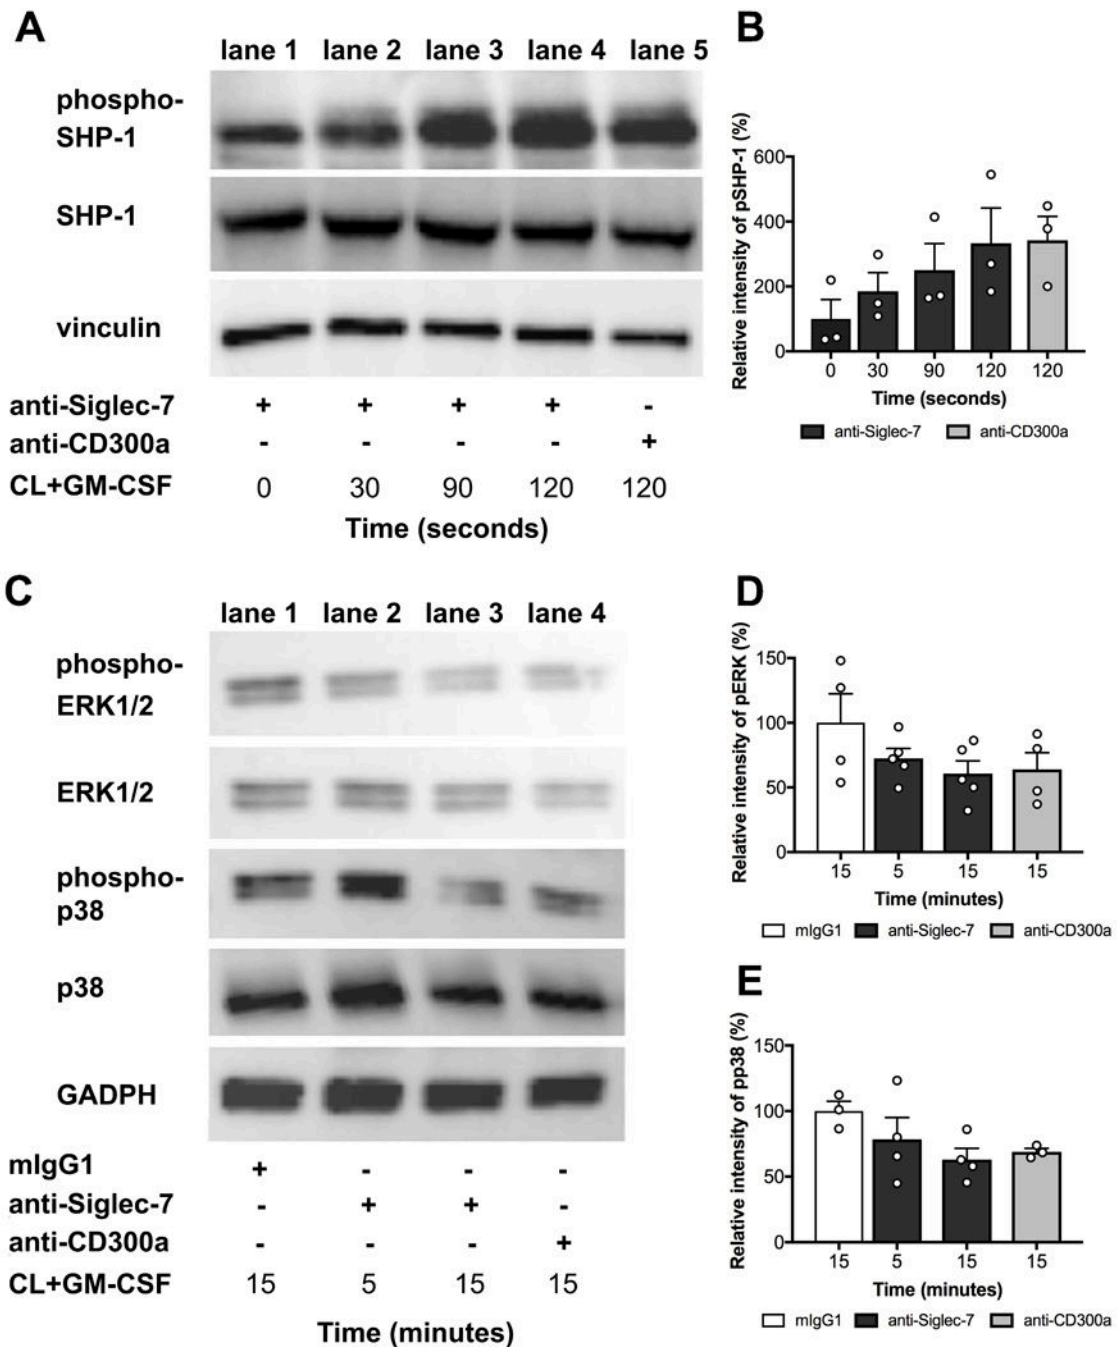 A
lane 1 lane 2 lane 3 lane 4 lane 5
phospho-
SHP-1
SHP-1
vinculin
anti-Siglec-7 + + + + -
anti-CD300a - - - - +
CL+GM-CSF 0 30 90 120 120
Time (seconds)
B
Relative intensity of pSHP-1 (%)
600
400
200
0
0 30 90 120 120
Time (seconds)
anti-Siglec-7 anti-CD300a
C
lane 1 lane 2 lane 3 lane 4
phospho-
ERK1/2
ERK1/2
phospho-
p38
p38
GADPH
mIgG1 + - - -
anti-Siglec-7 - + + -
anti-CD300a - - - +
CL+GM-CSF 15 5 15 15
Time (minutes)
D
Relative intensity of pERK (%)
150
100
50
0
15 5 15 15
Time (minutes)
mIgG1 anti-Siglec-7 anti-CD300a
E
Relative intensity of pp38 (%)
150
100
50
0
15 5 15 15
Time (minutes)
mIgG1 anti-Siglec-7 anti-CD300a